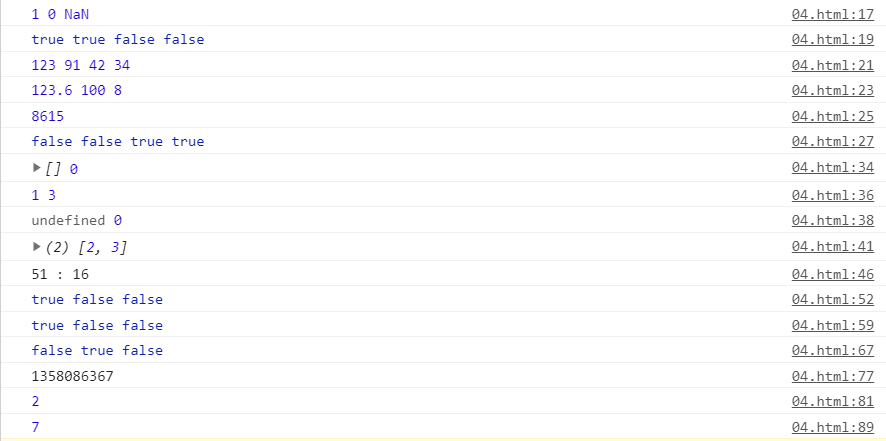 1 0 NaN 04.html:17
true true false false 04.html:19
123 91 42 34 04.html:21
123.6 100 8 04.html:23
8615 04.html:25
false false true true 04.html:27
▶ [] 0 04.html:34
1 3 04.html:36
undefined 0 04.html:38
▶ (2) [2, 3] 04.html:41
51 : 16 04.html:46
true false false 04.html:52
true false false 04.html:59
false true false 04.html:67
1358086367 04.html:77
2 04.html:81
7 04.html:89